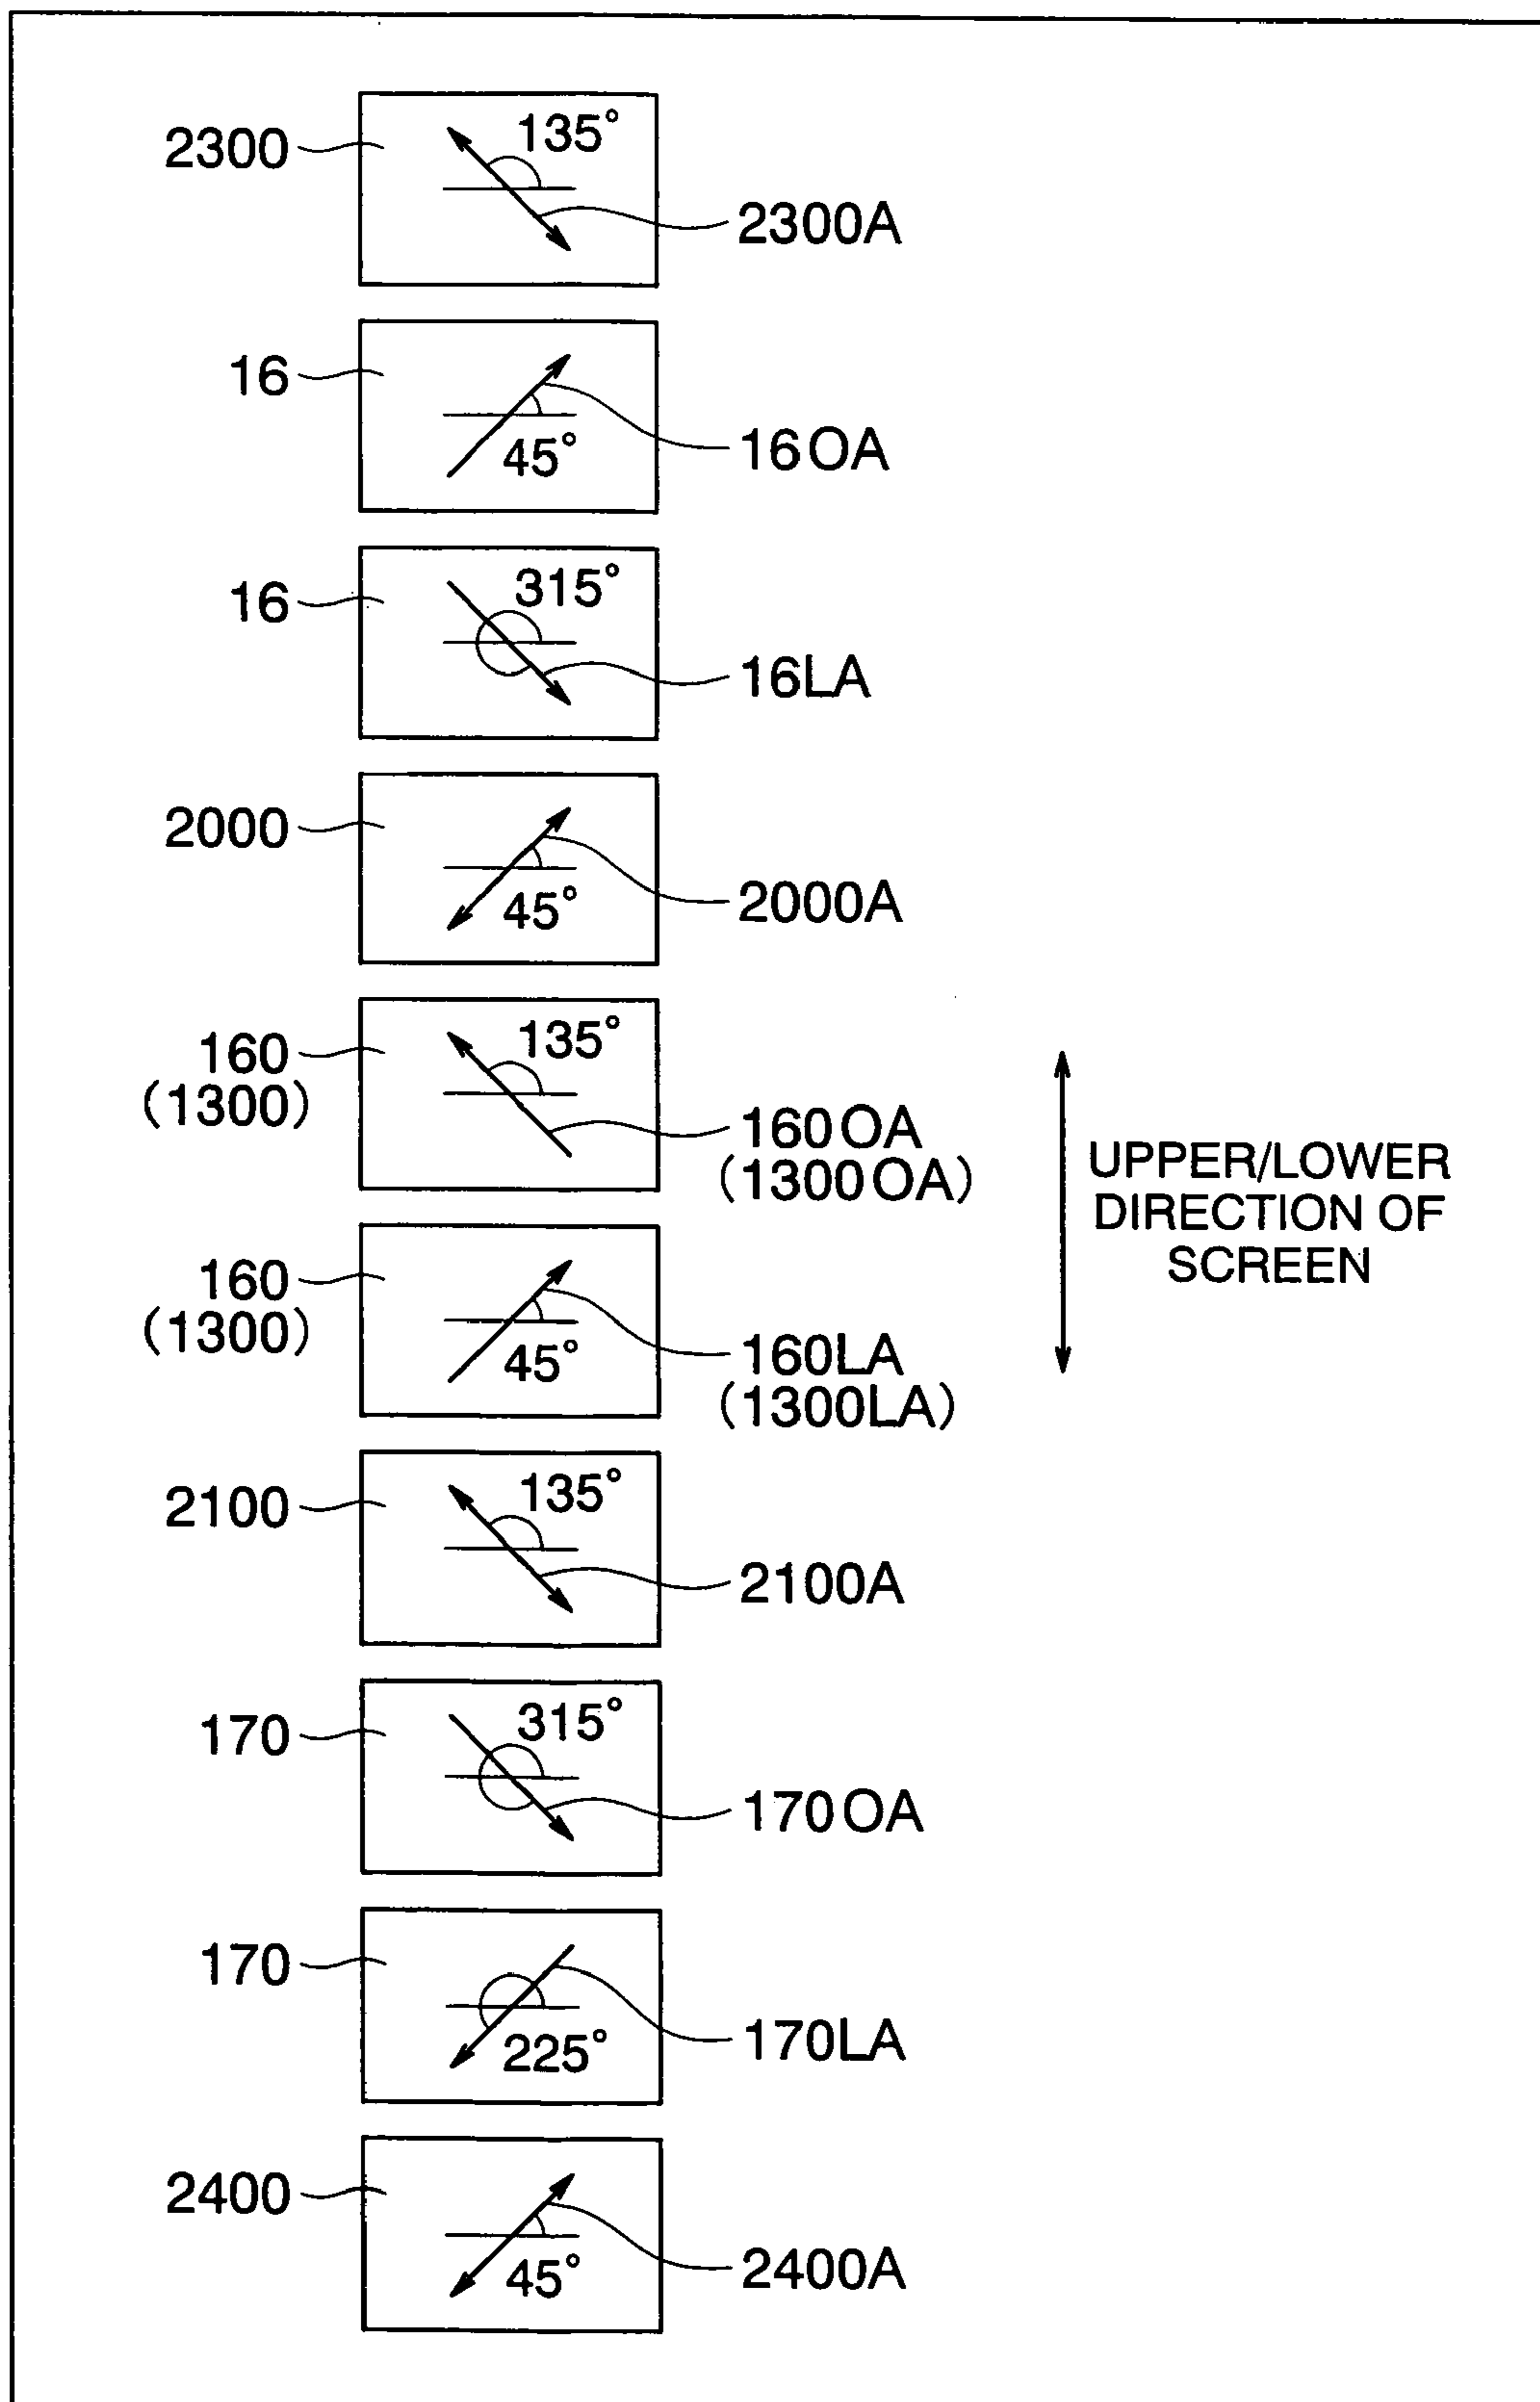 135°
2300
2300A
16
45°
16OA
315°
16
16LA
2000
45°
2000A
135°
160
(1300)
160OA
(1300OA)
UPPER/LOWER
DIRECTION OF
SCREEN
160
(1300)
45°
160LA
(1300LA)
135°
2100
2100A
315°
170
170OA
170
225°
170LA
2400
45°
2400A